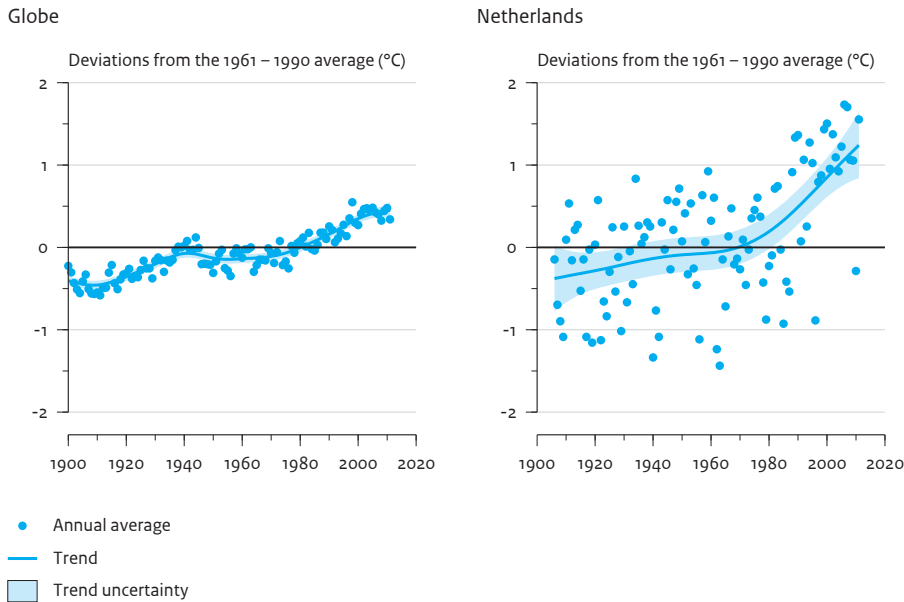 Globe
Netherlands
Deviations from the 1961 – 1990 average (°C)
2
1
0
-1
-2
1900 1920 1940 1960 1980 2000 2020
Deviations from the 1961 – 1990 average (°C)
2
1
0
-1
-2
1900 1920 1940 1960 1980 2000 2020
Annual average
Trend
Trend uncertainty